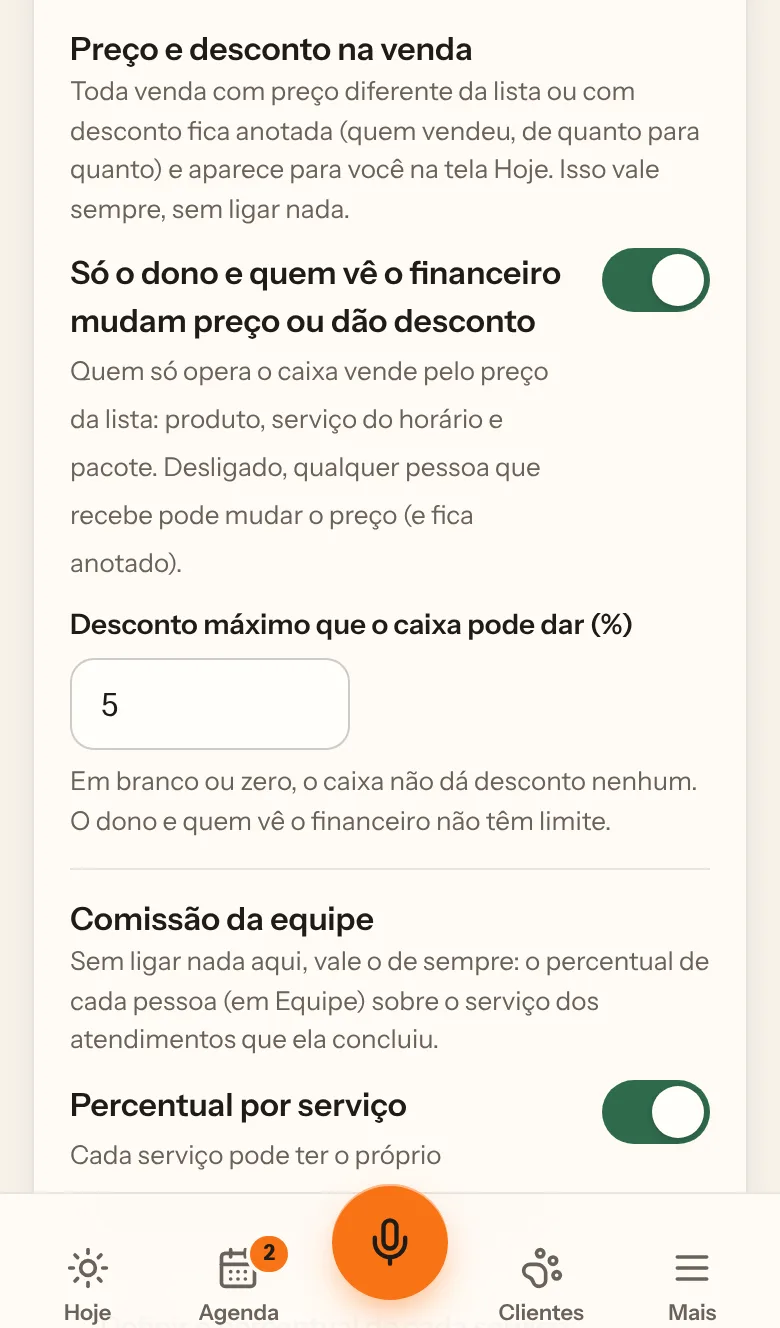 Preço e desconto na venda
Toda venda com preço diferente da lista ou com
desconto fica anotada (quem vendeu, de quanto para
quanto) e aparece para você na tela Hoje. Isso vale
sempre, sem ligar nada.
Só o dono e quem vê o financeiro
mudam preço ou dão desconto
Quem só opera o caixa vende pelo preço
da lista: produto, serviço do horário e
pacote. Desligado, qualquer pessoa que
recebe pode mudar o preço (e fica
anotado).
Desconto máximo que o caixa pode dar (%)
5
Em branco ou zero, o caixa não dá desconto nenhum.
O dono e quem vê o financeiro não têm limite.
Comissão da equipe
Sem ligar nada aqui, vale o de sempre: o percentual de
cada pessoa (em Equipe) sobre o serviço dos
atendimentos que ela concluiu.
Percentual por serviço
Cada serviço pode ter o próprio
2
Hoje
Agenda
Clientes
Mais